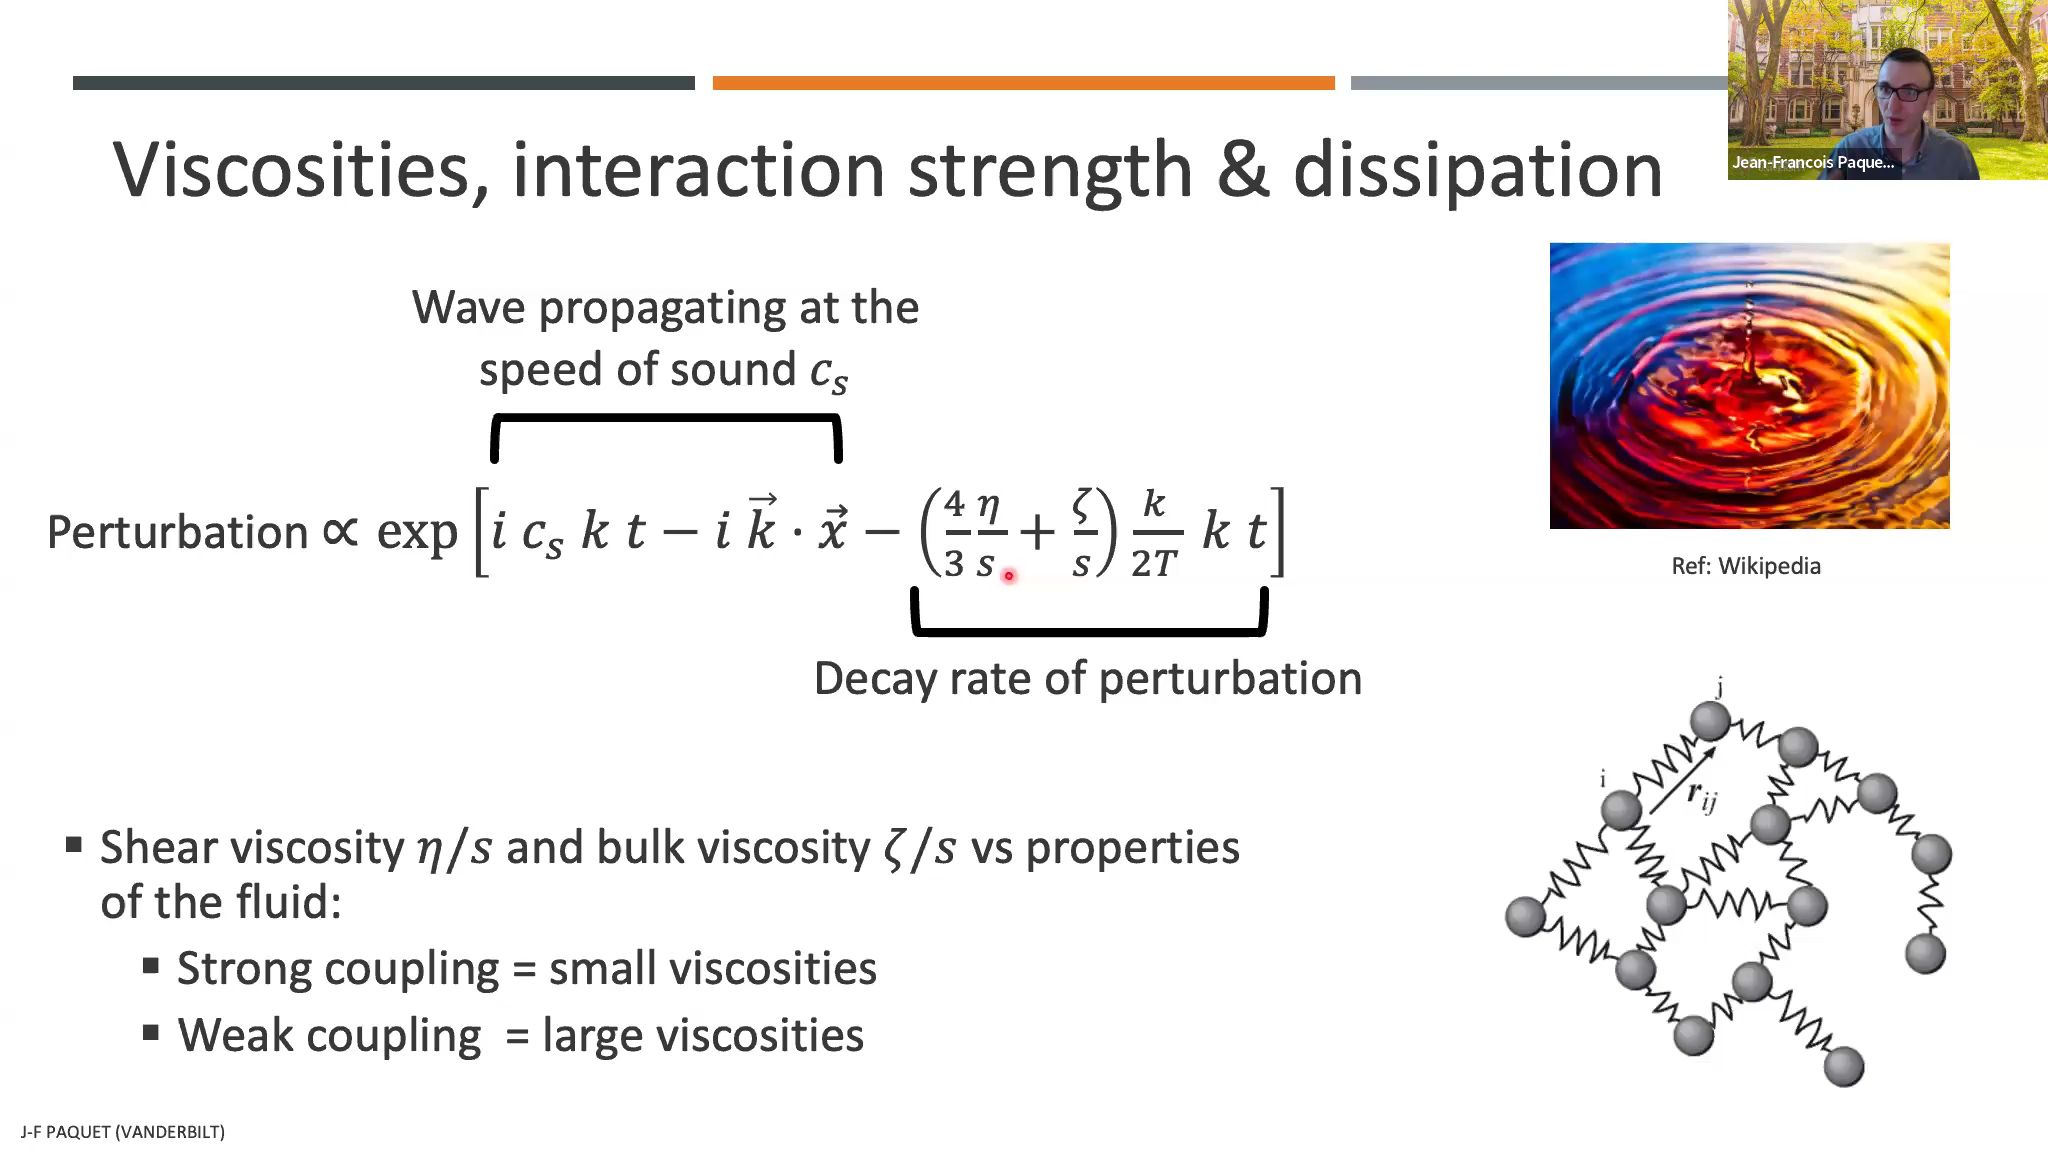 Viscosities, interaction strength & dissipation
Jean-Francois Paque...
Wave propagating at the
speed of sound c_s
Perturbation ∝ exp [i c_s k t − i k⃗ · x⃗ − (4/3 η/s + ζ/s) k/2T k t]
Decay rate of perturbation
Ref: Wikipedia
j
i
r_ij
▪ Shear viscosity η/s and bulk viscosity ζ/s vs properties
of the fluid:
▪ Strong coupling = small viscosities
▪ Weak coupling = large viscosities
J-F PAQUET (VANDERBILT)